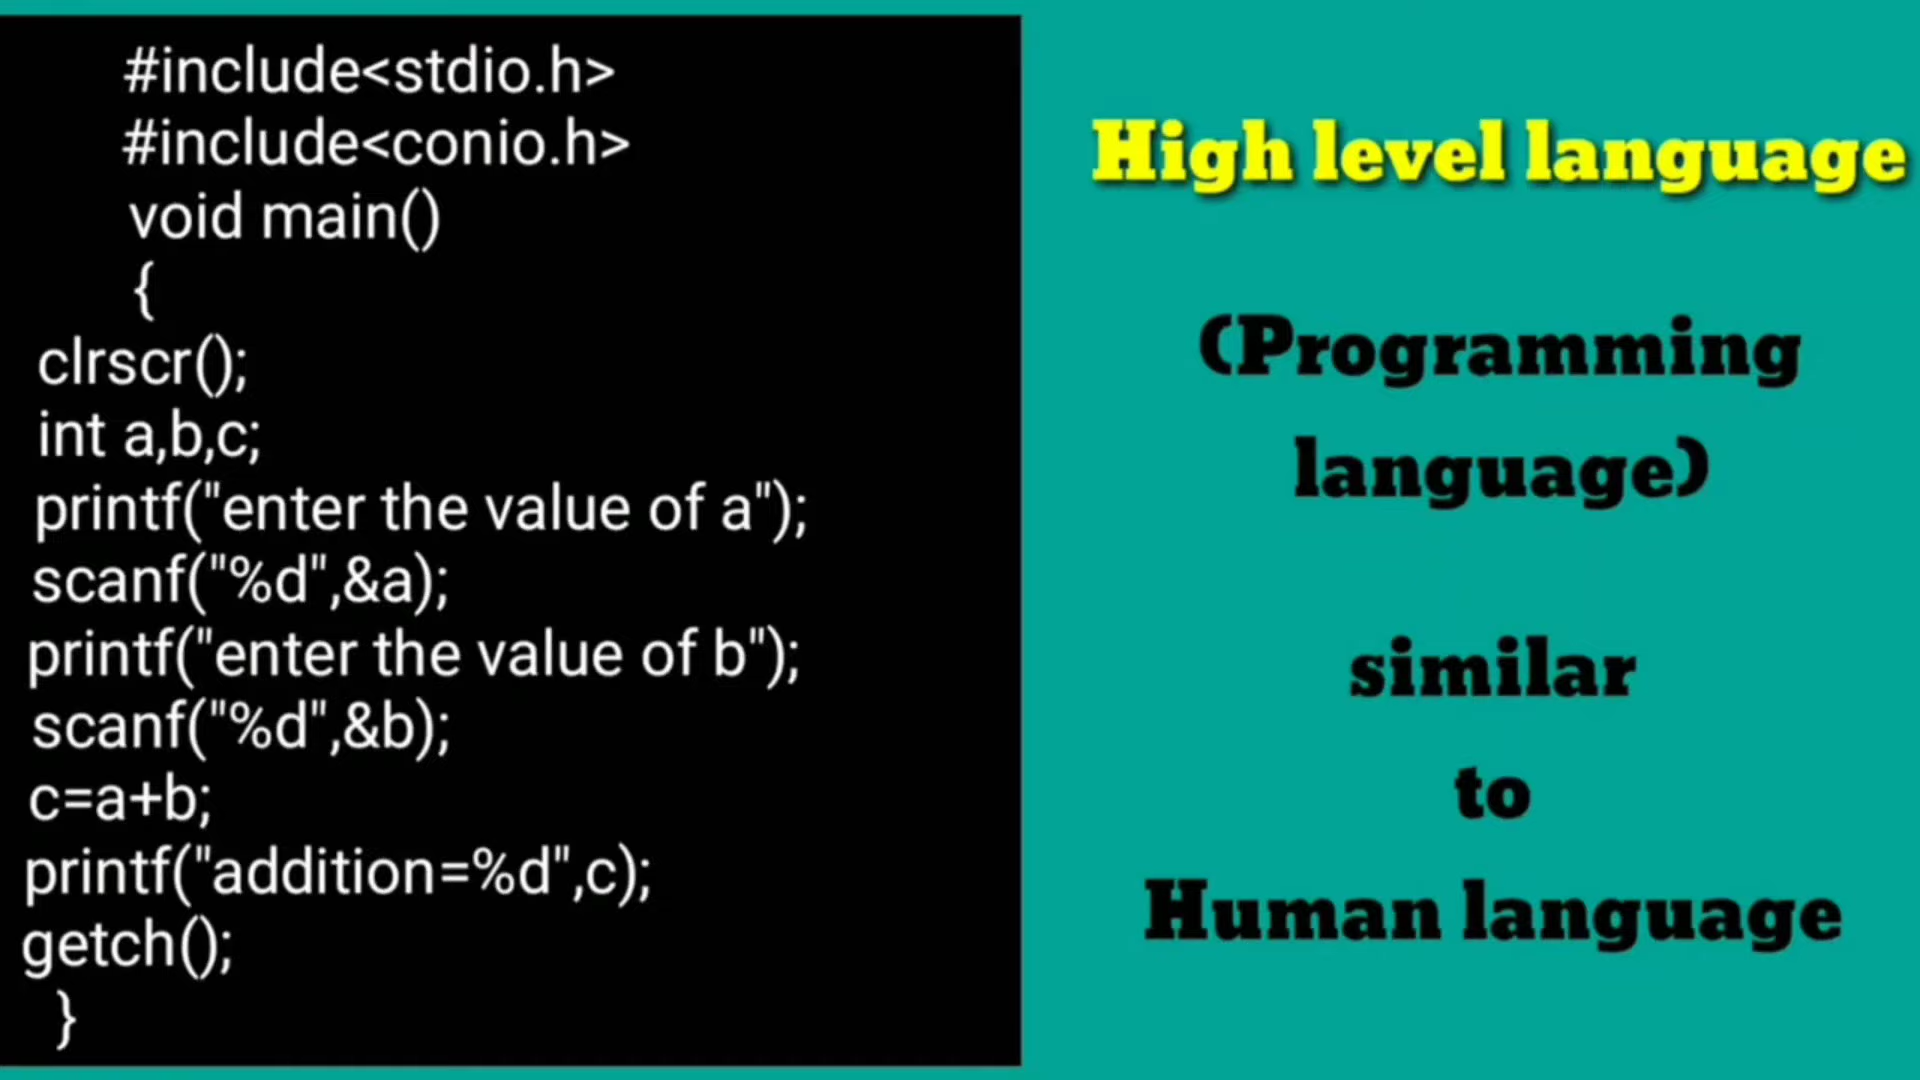 #include<stdio.h>
#include<conio.h>
void main()
{
clrscr();
int a,b,c;
printf("enter the value of a");
scanf("%d",&a);
printf("enter the value of b");
scanf("%d",&b);
c=a+b;
printf("addition=%d",c);
getch();
}
High level language
(Programming
language)
similar
to
Human language